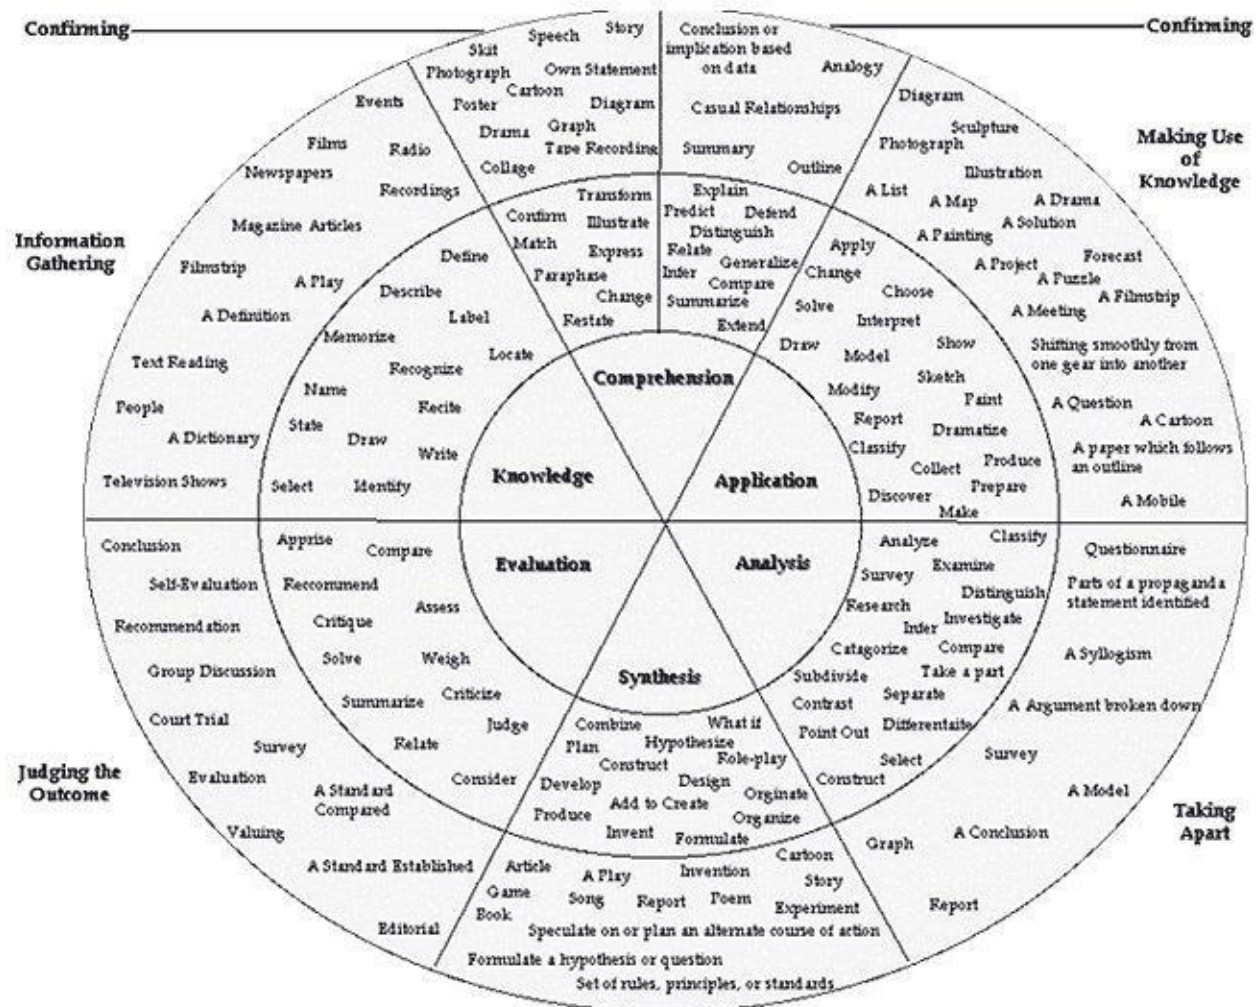 Confirming
Confirming
Story
Speech
Skit
Photograph
Own Statement
Cartoon
Poster
Diagram
Drama
Graph
Tape Recording
Collage
Conclusion or
implication based
on data
Analogy
Casual Relationships
Summary
Outline
Transform
Confirm
Illustrate
Match
Express
Paraphase
Change
Restate
Explain
Predict
Defend
Distinguish
Relate
Generalize
Infer
Compare
Summarize
Extend
Comprehension
Making Use
of
Knowledge
Diagram
Sculpture
Photograph
Illustration
A List
A Map
A Drama
A Solution
A Painting
Forecast
A Project
A Puzzle
A Filmstrip
A Meeting
Shifting smoothly from
one gear into another
A Question
A Cartoon
A paper which follows
an outline
A Mobile
Apply
Change
Choose
Solve
Interpret
Show
Draw
Model
Sketch
Modify
Paint
Report
Dramatize
Classify
Collect
Produce
Prepare
Discover
Make
Application
Information
Gathering
Events
Films
Radio
Newspapers
Recordings
Magazine Articles
Filmstrip
A Play
A Definition
Text Reading
People
A Dictionary
Television Shows
Define
Describe
Label
Memorize
Locate
Recognize
Name
Recite
State
Draw
Write
Select
Identify
Knowledge
Evaluation
Apprise
Compare
Reccommend
Assess
Critique
Solve
Weigh
Summarize
Criticize
Judge
Relate
Consider
Conclusion
Self-Evaluation
Recommendation
Group Discussion
Court Trial
Survey
Evaluation
A Standard
Compared
Valuing
A Standard Established
Editorial
Judging the
Outcome
Synthesis
Combine
What if
Plan
Hypothesize
Role-play
Construct
Develop
Design
Orginate
Add to Create
Produce
Organize
Invent
Formulate
Article
Cartoon
A Play
Invention
Story
Game
Song
Report
Poem
Experiment
Book
Speculate on or plan an alternate course of action
Formulate a hypothesis or question
Set of rules, principles, or standards
Analysis
Analyze
Classify
Examine
Survey
Distinguish
Research
Investigate
Infer
Catagorize
Compare
Take a part
Subdivide
Separate
Contrast
Differentaite
Point Out
Select
Construct
Questionnaire
Parts of a propaganda
statement identified
A Syllogism
A Argument broken down
Survey
A Model
A Conclusion
Graph
Report
Taking
Apart